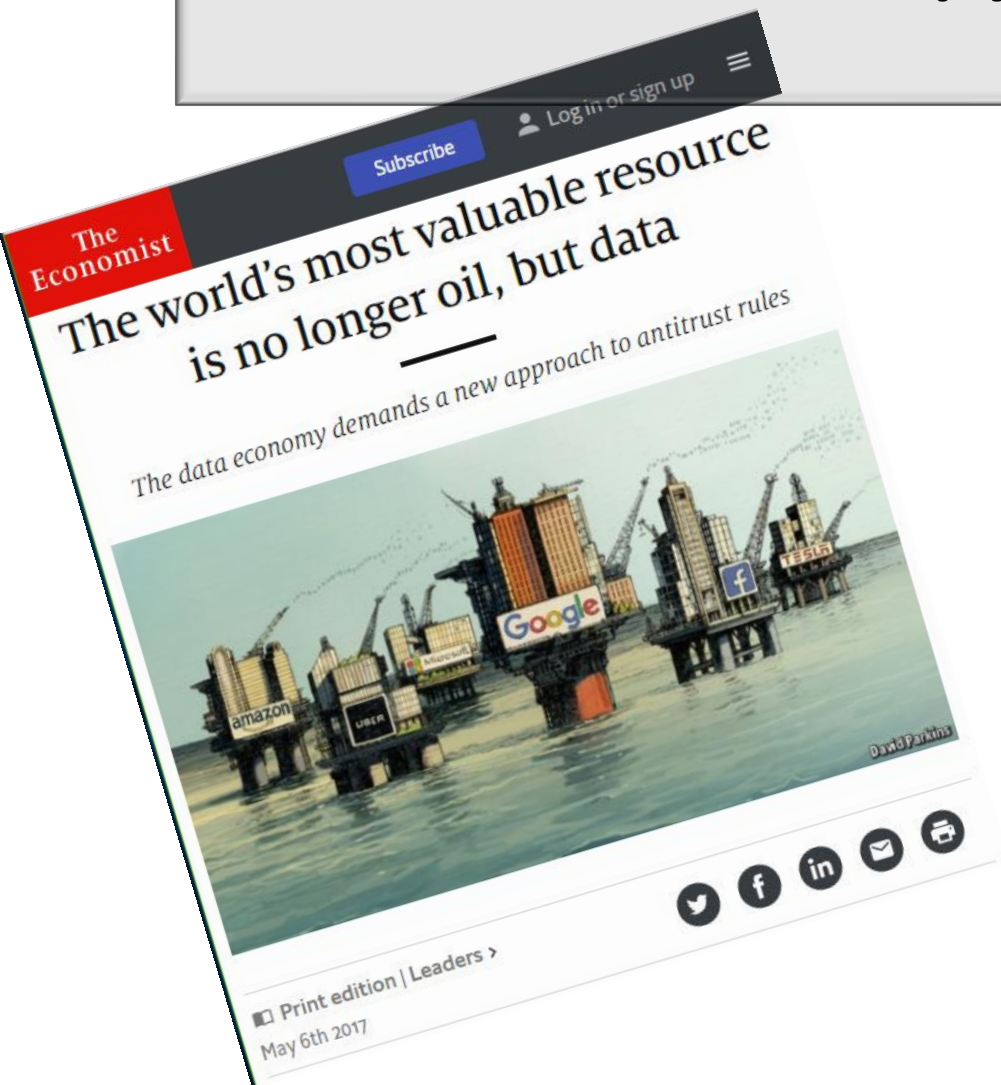 Subscribe
Log in or sign up
The
Economist
The world's most valuable resource
is no longer oil, but data
The data economy demands a new approach to antitrust rules
amazon
UBER
Microsoft
Google
f
TESLA
David Parkins
f
in
Print edition | Leaders >
May 6th 2017